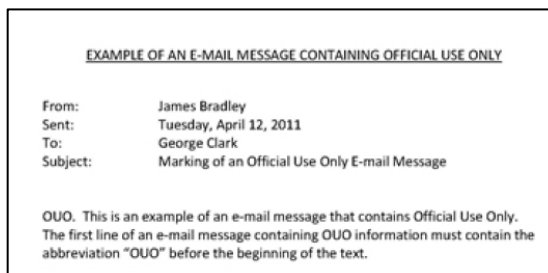 EXAMPLE OF AN E-MAIL MESSAGE CONTAINING OFFICIAL USE ONLY
From: James Bradley
Sent: Tuesday, April 12, 2011
To: George Clark
Subject: Marking of an Official Use Only E-mail Message
OUO. This is an example of an e-mail message that contains Official Use Only.
The first line of an e-mail message containing OUO information must contain the
abbreviation “OUO” before the beginning of the text.